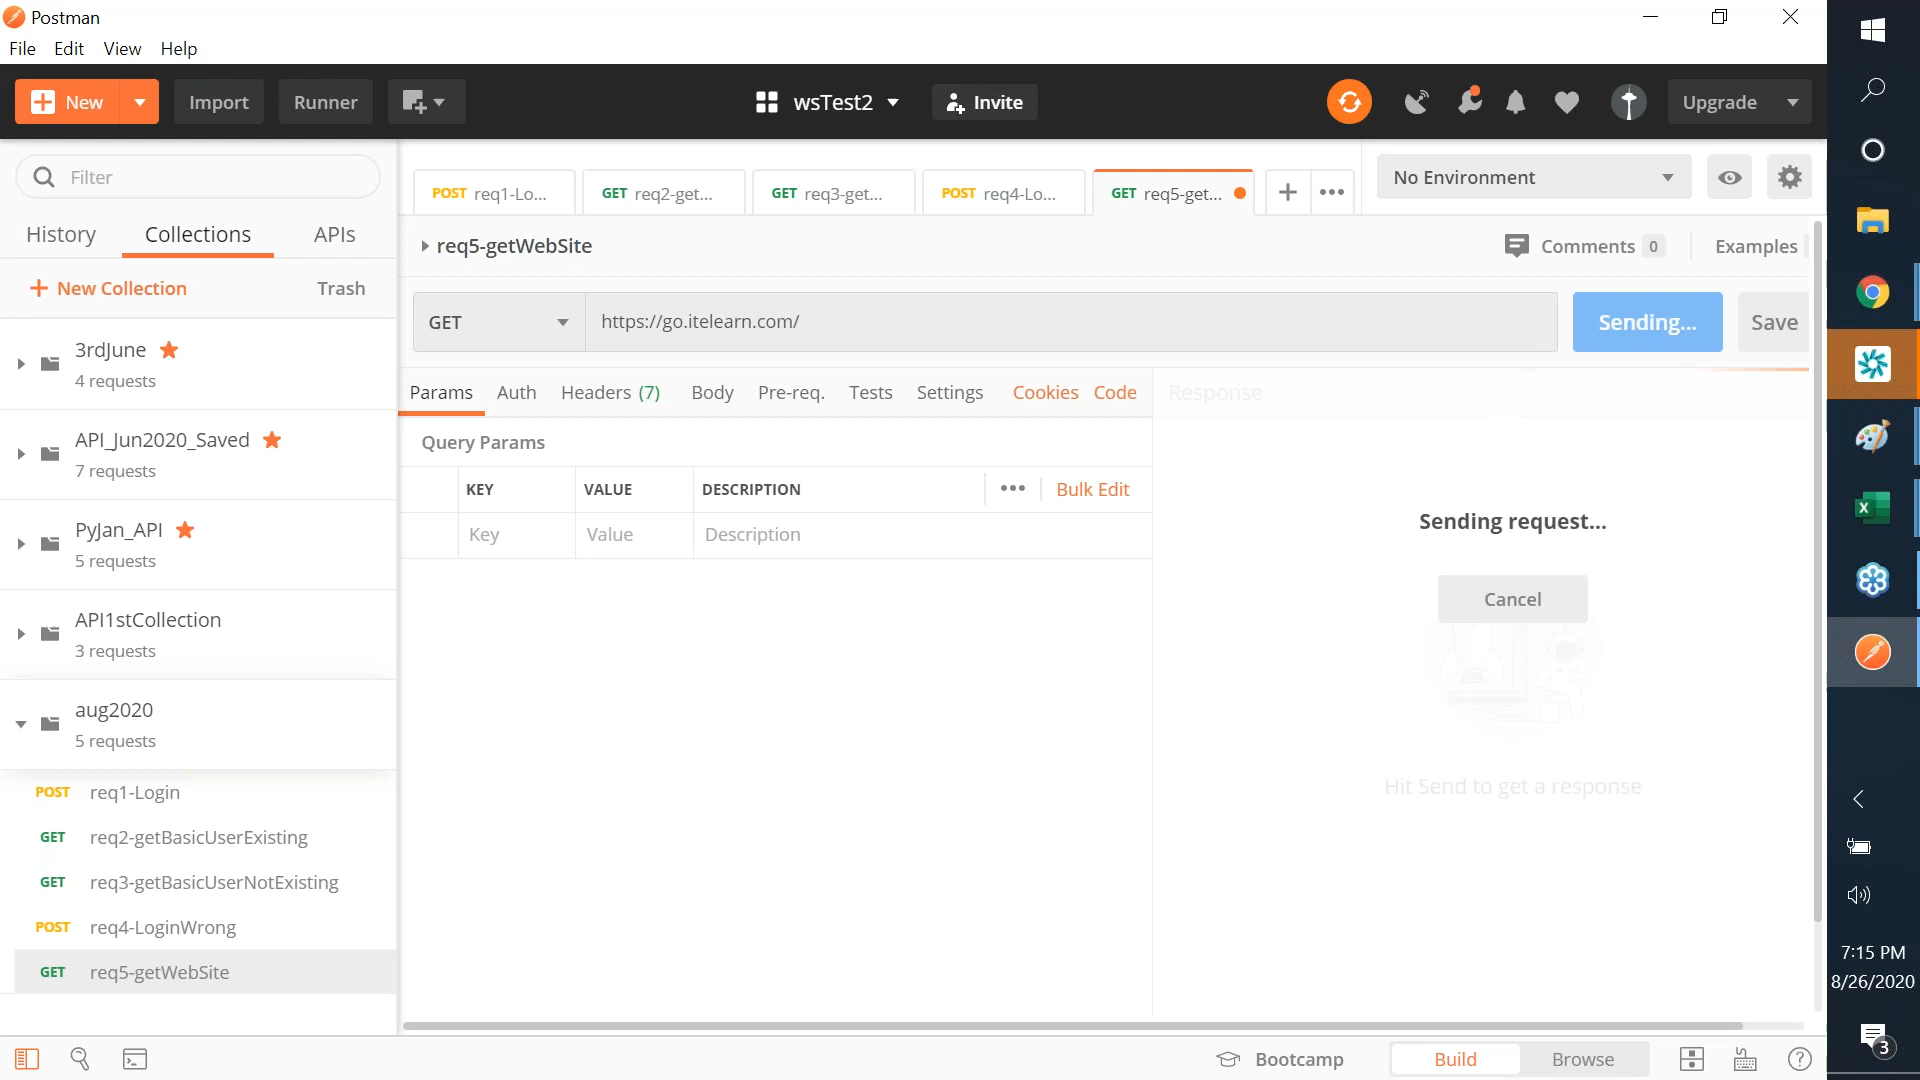 Postman
File Edit View Help
New Import Runner wsTest2 Invite Upgrade
Filter
History Collections APIs
New Collection Trash
3rdJune
4 requests
API_Jun2020_Saved
7 requests
PyJan_API
5 requests
API1stCollection
3 requests
aug2020
5 requests
POST req1-Login
GET req2-getBasicUserExisting
GET req3-getBasicUserNotExisting
POST req4-LoginWrong
GET req5-getWebSite
POST req1-Lo... GET req2-get... GET req3-get... POST req4-Lo... GET req5-get... No Environment
req5-getWebSite Comments 0 Examples
GET https://go.itelearn.com/ Sending... Save
Params Auth Headers (7) Body Pre-req. Tests Settings Cookies Code Response
Query Params
KEY VALUE DESCRIPTION Bulk Edit
Key Value Description
Sending request...
Cancel
Hit Send to get a response
Bootcamp Build Browse
7:15 PM
8/26/2020
3